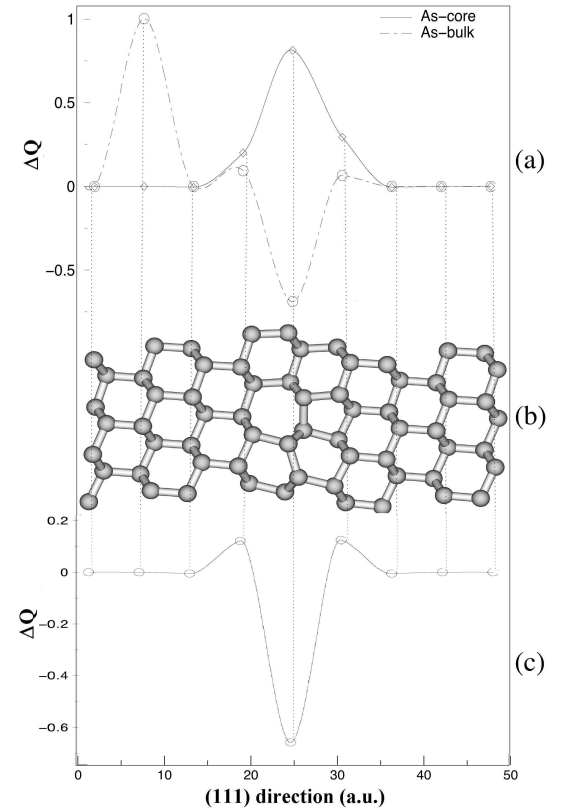 1
As-core
As-bulk
0.5
ΔQ
(a)
0
-0.5
(b)
0.2
0
ΔQ
-0.2
(c)
-0.4
-0.6
0 10 20 30 40 50
(111) direction (a.u.)